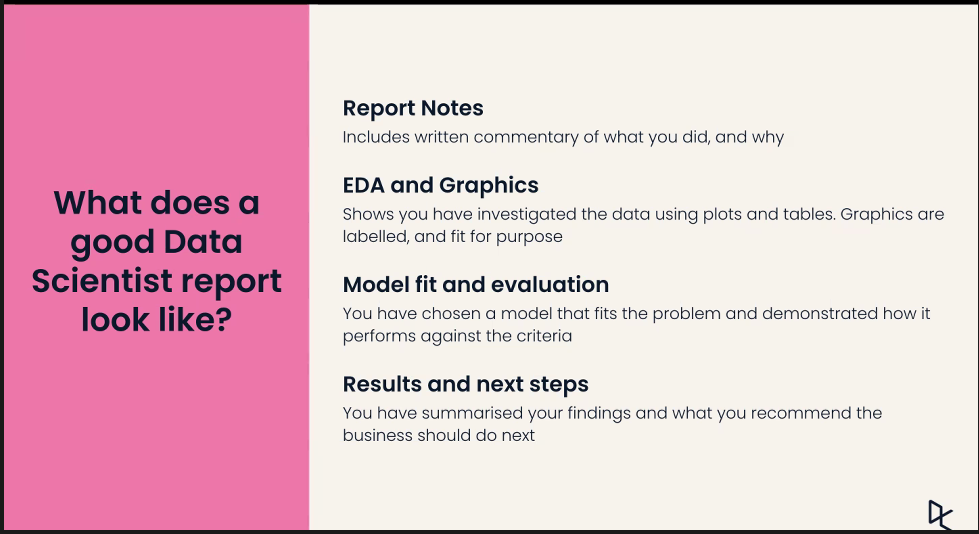 What does a
good Data
Scientist report
look like?
Report Notes
Includes written commentary of what you did, and why
EDA and Graphics
Shows you have investigated the data using plots and tables. Graphics are
labelled, and fit for purpose
Model fit and evaluation
You have chosen a model that fits the problem and demonstrated how it
performs against the criteria
Results and next steps
You have summarised your findings and what you recommend the
business should do next